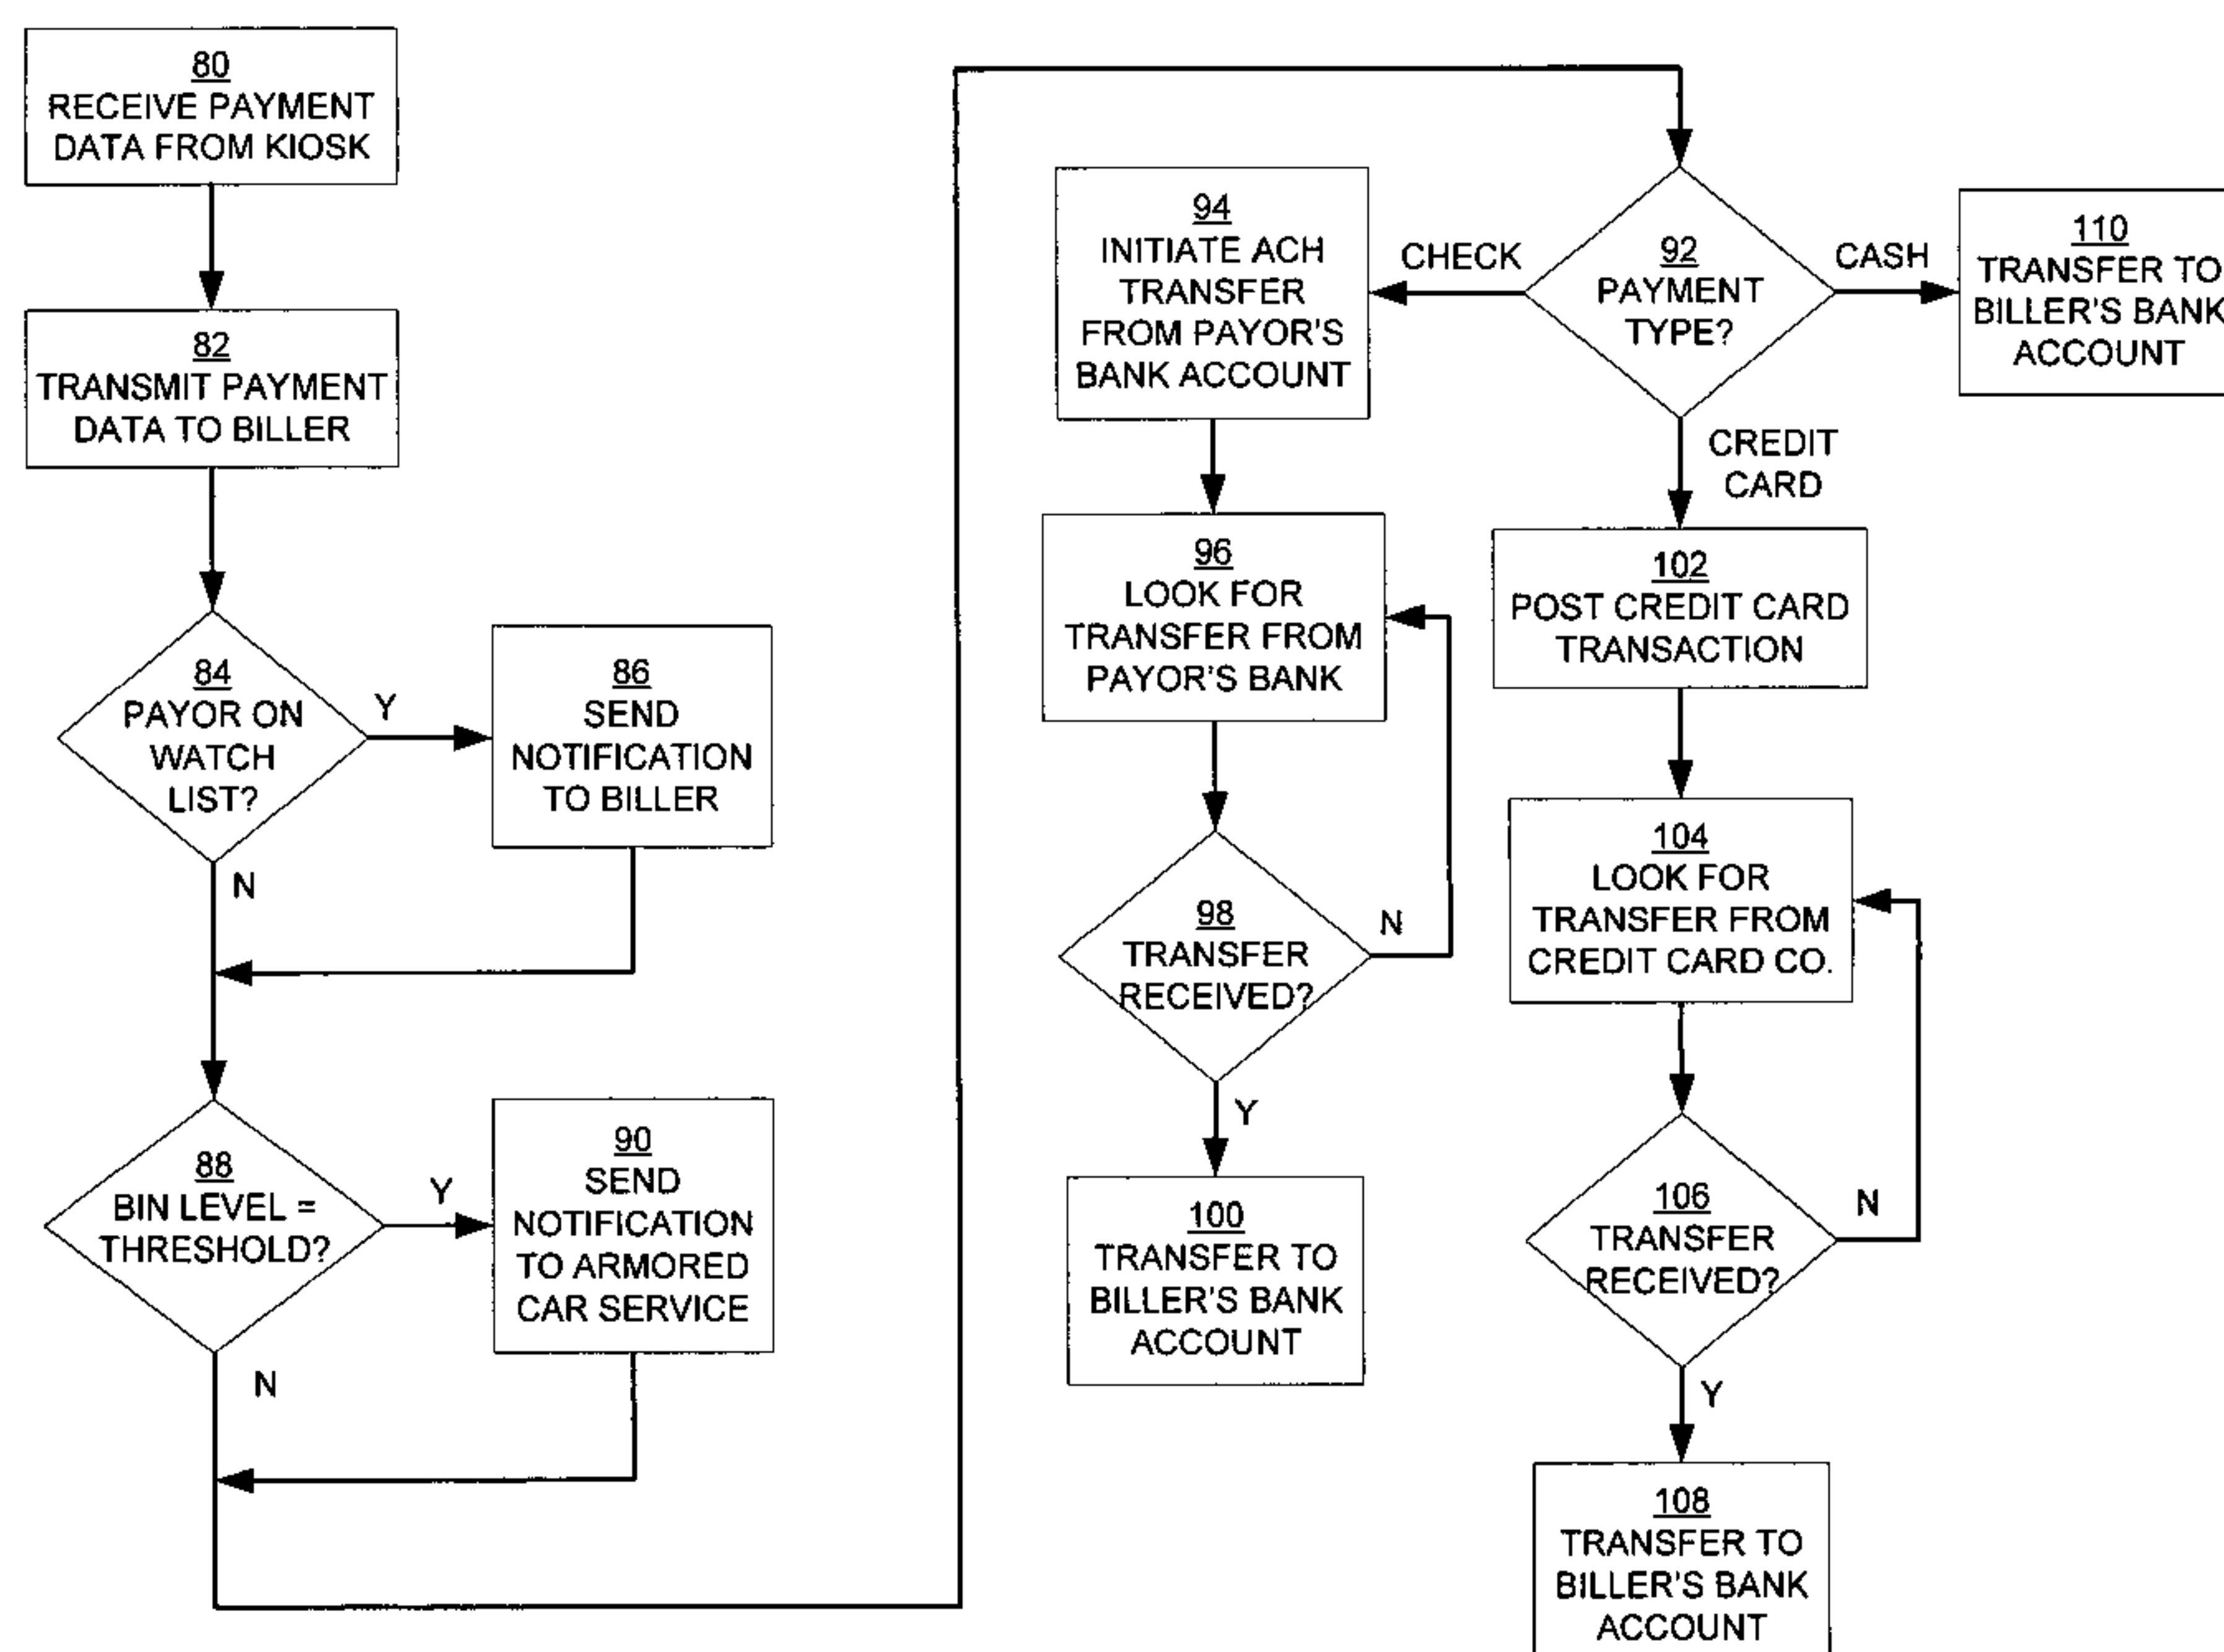 80
RECEIVE PAYMENT
DATA FROM KIOSK
82
TRANSMIT PAYMENT
DATA TO BILLER
84
PAYOR ON
WATCH
LIST?
Y
86
SEND
NOTIFICATION
TO BILLER
N
88
BIN LEVEL =
THRESHOLD?
Y
90
SEND
NOTIFICATION
TO ARMORED
CAR SERVICE
N
92
PAYMENT
TYPE?
CHECK
94
INITIATE ACH
TRANSFER
FROM PAYOR'S
BANK ACCOUNT
96
LOOK FOR
TRANSFER FROM
PAYOR'S BANK
98
TRANSFER
RECEIVED?
N
Y
100
TRANSFER TO
BILLER'S BANK
ACCOUNT
CREDIT
CARD
102
POST CREDIT CARD
TRANSACTION
104
LOOK FOR
TRANSFER FROM
CREDIT CARD CO.
106
TRANSFER
RECEIVED?
N
Y
108
TRANSFER TO
BILLER'S BANK
ACCOUNT
CASH
110
TRANSFER TO
BILLER'S BANK
ACCOUNT